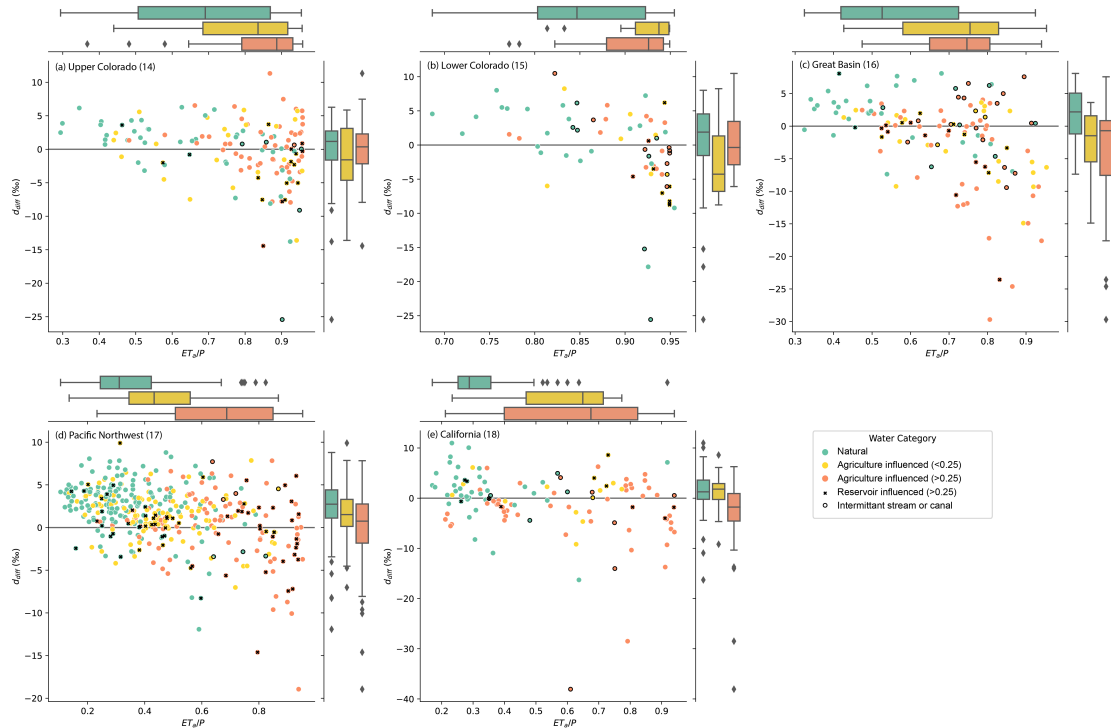 (a) Upper Colorado (14)
10
5
0
−5
−10
−15
−20
−25
d_diff (‰)
0.3 0.4 0.5 0.6 0.7 0.8 0.9
ET_a/P
(b) Lower Colorado (15)
10
5
0
−5
−10
−15
−20
−25
d_diff (‰)
0.70 0.75 0.80 0.85 0.90 0.95
ET_a/P
(c) Great Basin (16)
5
0
−5
−10
−15
−20
−25
−30
d_diff (‰)
0.3 0.4 0.5 0.6 0.7 0.8 0.9
ET_a/P
(d) Pacific Northwest (17)
10
5
0
−5
−10
−15
−20
d_diff (‰)
0.2 0.4 0.6 0.8
ET_a/P
(e) California (18)
10
0
−10
−20
−30
−40
d_diff (‰)
0.2 0.3 0.4 0.5 0.6 0.7 0.8 0.9
ET_a/P
Water Category
Natural
Agriculture influenced (<0.25)
Agriculture influenced (>0.25)
Reservoir influenced (>0.25)
Intermittant stream or canal